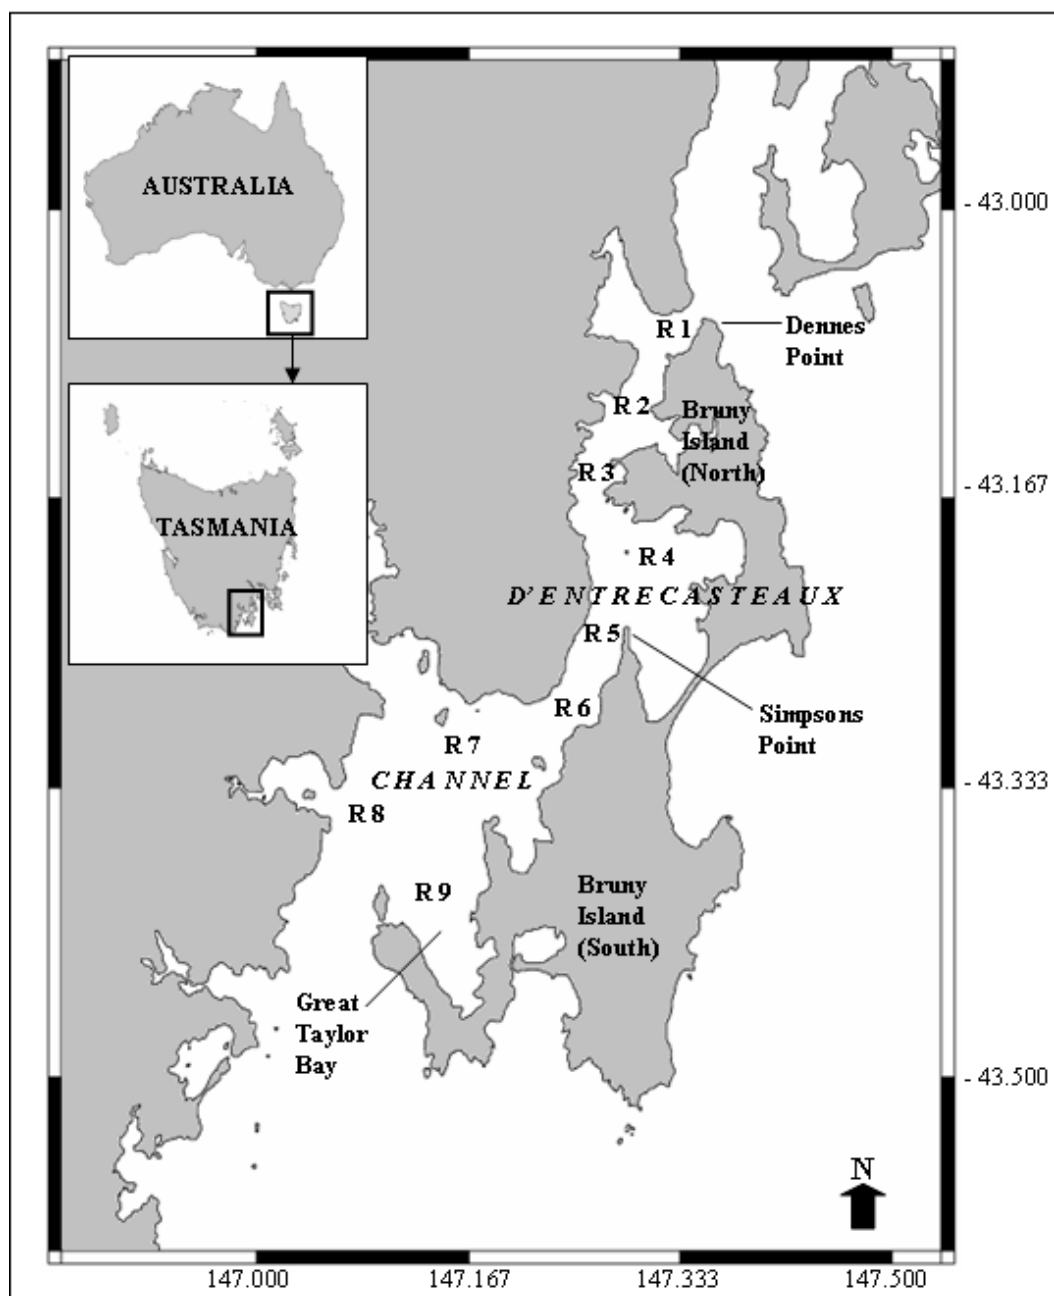 AUSTRALIA
- 43.000
R 1
Dennes
Point
R 2
Bruny
Island
(North)
R 3
- 43.167
TASMANIA
R 4
D'ENTRECASTEAUX
R 5
R 6
Simpsons
Point
R 7
CHANNEL
- 43.333
R 8
R 9
Bruny
Island
(South)
Great
Taylor
Bay
- 43.500
N
147.000 147.167 147.333 147.500